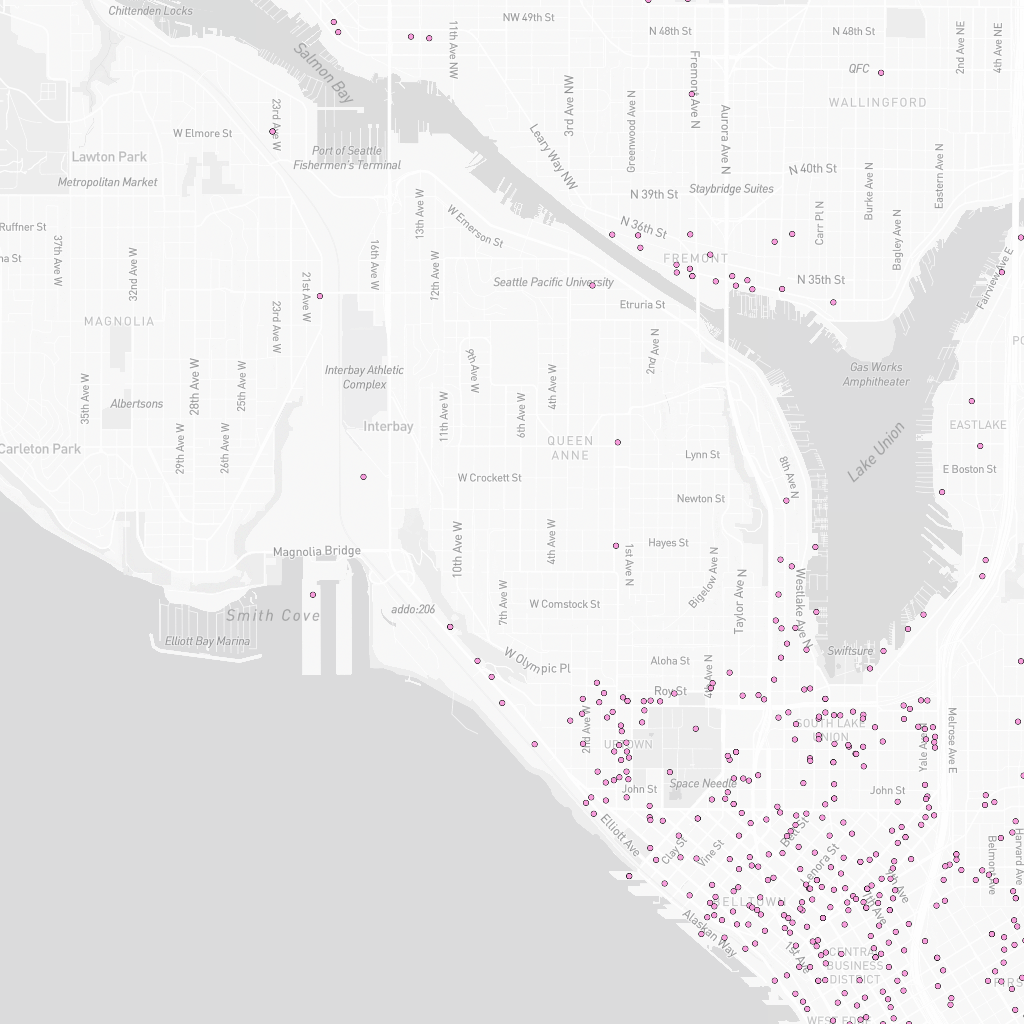 Chittenden Locks
NW 49th St
N 48th St
N 48th St
11th Ave NW
Salmon Bay
Fremont Ave N
2nd Ave NE
4th Ave NE
QFC
3rd Ave NW
Greenwood Ave N
Aurora Ave N
WALLINGFORD
23rd Ave W
W Elmore St
Port of Seattle
Fishermen's Terminal
Leary Way NW
Lawton Park
Metropolitan Market
N 40th St
Eastern Ave N
Burke Ave N
N 39th St
Staybridge Suites
13th Ave W
W Emerson St
Carr Pl N
Bagley Ave N
Ruffner St
N 36th St
37th Ave W
32nd Ave W
16th Ave W
12th Ave W
FREMONT
Fairview Ave E
21st Ave W
Seattle Pacific University
N 35th St
Etruria St
MAGNOLIA
23rd Ave W
2nd Ave N
9th Ave W
Gas Works
Amphitheater
Interbay Athletic
Complex
35th Ave W
28th Ave W
25th Ave W
Albertsons
11th Ave W
6th Ave W
4th Ave W
Interbay
EASTLAKE
QUEEN
ANNE
Lake Union
Carleton Park
29th Ave W
26th Ave W
Lynn St
8th Ave N
E Boston St
W Crockett St
Newton St
Magnolia Bridge
10th Ave W
4th Ave W
Hayes St
1st Ave N
Bigelow Ave N
Taylor Ave N
Westlake Ave N
7th Ave W
W Comstock St
addo:206
Smith Cove
Elliott Bay Marina
W Olympic Pl
Aloha St
4th Ave N
Swiftsure
Roy St
2nd Ave W
SOUTH LAKE
UNION
Yale Ave N
Melrose Ave E
UPTOWN
Space Needle
John St
John St
Elliott Ave
Clay St
Vine St
Bell St
Lenora St
Belmont Ave
Harvard Ave
BELLTOWN
Alaskan Way
1st Ave
CENTRAL
BUSINESS
DISTRICT
WEST EDGE